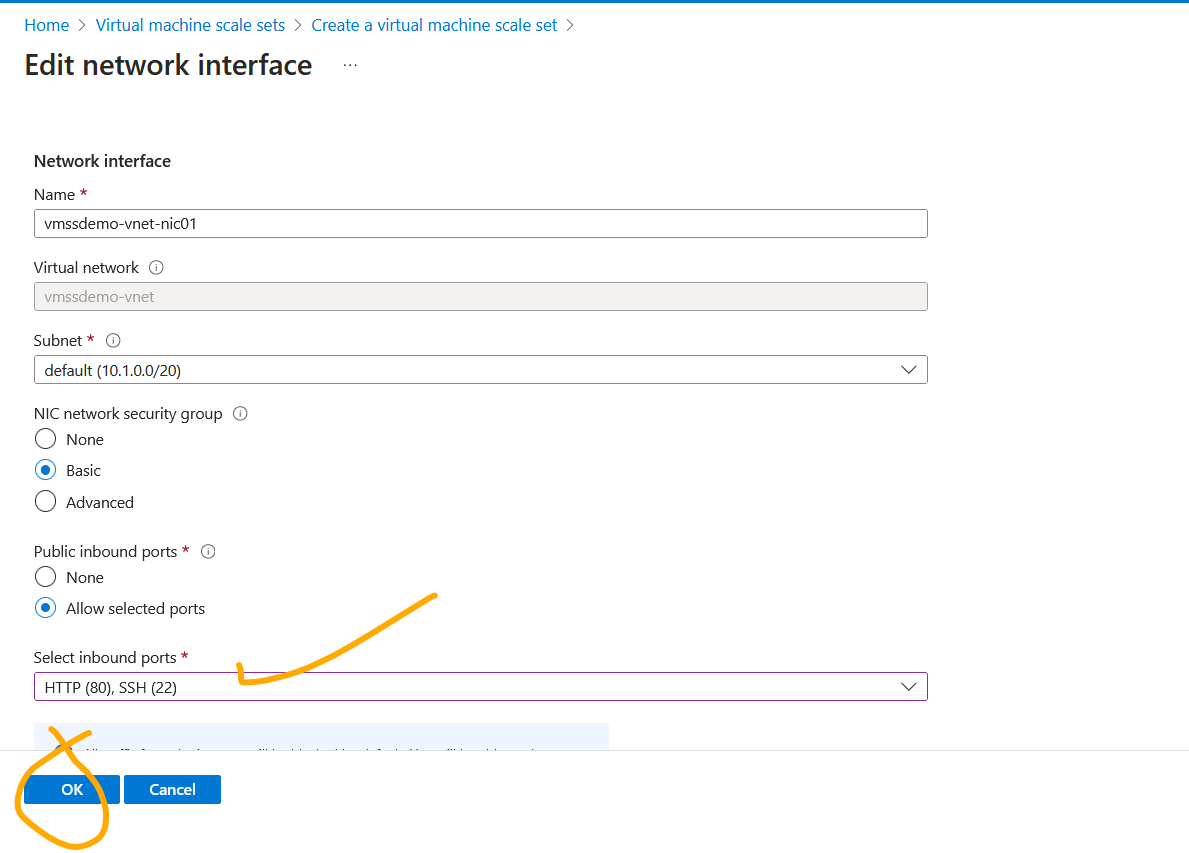 Home > Virtual machine scale sets > Create a virtual machine scale set >
Edit network interface ...
Network interface
Name *
vmssdemo-vnet-nic01
Virtual network
vmssdemo-vnet
Subnet *
default (10.1.0.0/20)
NIC network security group
None
Basic
Advanced
Public inbound ports *
None
Allow selected ports
Select inbound ports *
HTTP (80), SSH (22)
OK Cancel